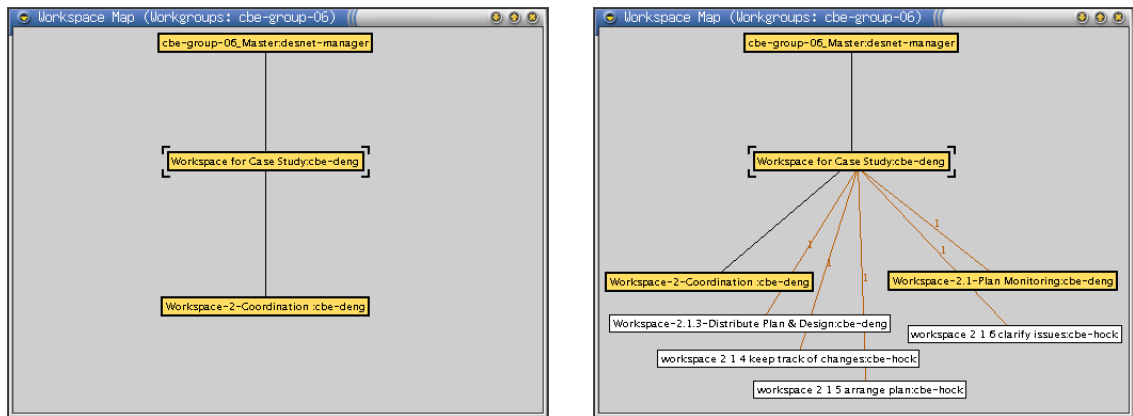 Workspace Map (Workgroups: cbe-group-06)
cbe-group-06_Master:desnet-manager
Workspace for Case Study:cbe-deng
Workspace-2-Coordination :cbe-deng
Workspace Map (Workgroups: cbe-group-06)
cbe-group-06_Master:desnet-manager
Workspace for Case Study:cbe-deng
1
1
1
1
1
Workspace-2-Coordination :cbe-deng
Workspace-2.1-Plan Monitoring:cbe-deng
Workspace-2.1.3-Distribute Plan & Design:cbe-deng
workspace 2 1 6 clarify issues:cbe-hock
workspace 2 1 4 keep track of changes:cbe-hock
workspace 2 1 5 arrange plan:cbe-hock